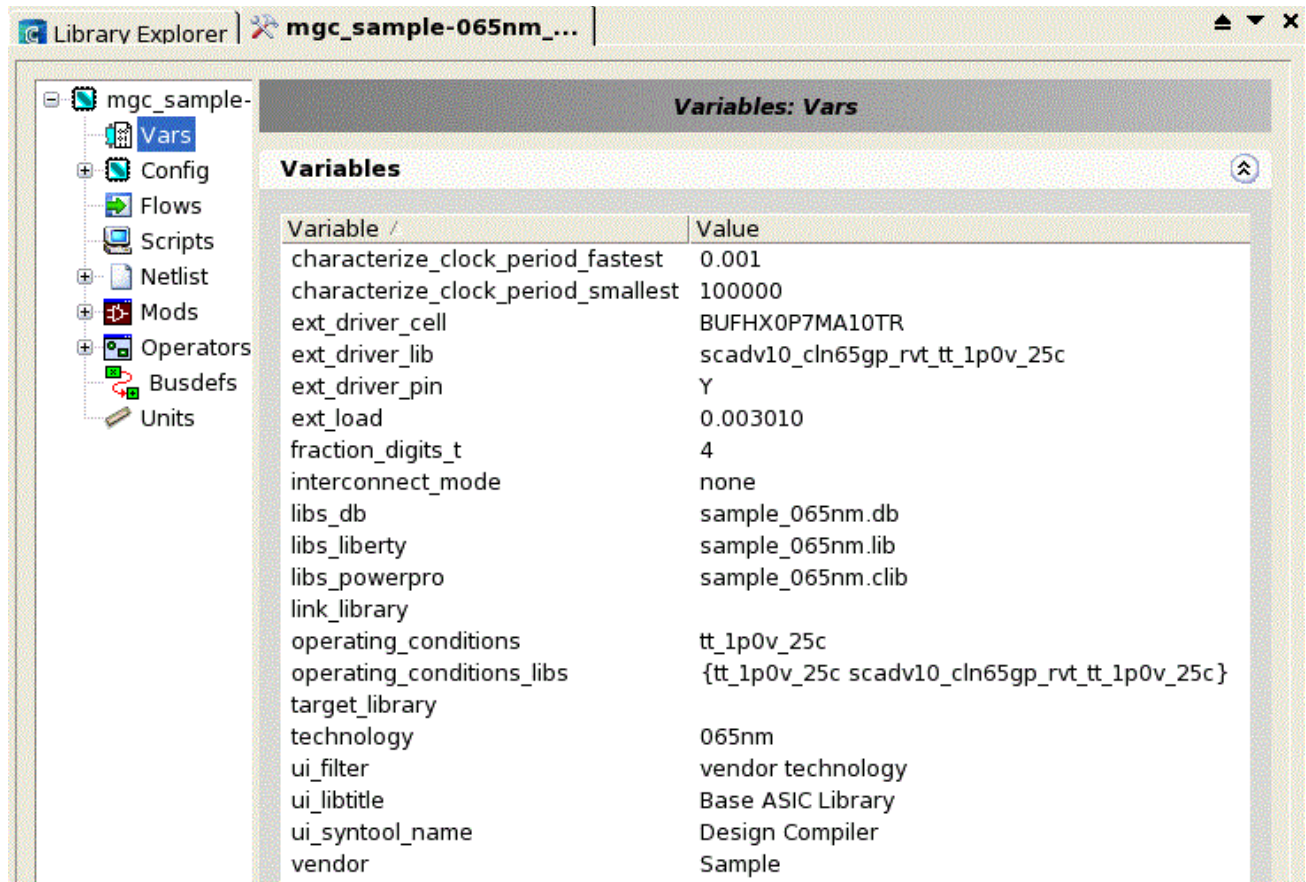 Library Explorer mgc_sample-065nm_...
mgc_sample-
Vars
Config
Flows
Scripts
Netlist
Mods
Operators
Busdefs
Units
Variables: Vars
Variables
Variable Value
characterize_clock_period_fastest 0.001
characterize_clock_period_smallest 100000
ext_driver_cell BUFHX0P7MA10TR
ext_driver_lib scadv10_cln65gp_rvt_tt_1p0v_25c
ext_driver_pin Y
ext_load 0.003010
fraction_digits_t 4
interconnect_mode none
libs_db sample_065nm.db
libs_liberty sample_065nm.lib
libs_powerpro sample_065nm.clib
link_library
operating_conditions tt_1p0v_25c
operating_conditions_libs {tt_1p0v_25c scadv10_cln65gp_rvt_tt_1p0v_25c}
target_library
technology 065nm
ui_filter vendor technology
ui_libtitle Base ASIC Library
ui_syntool_name Design Compiler
vendor Sample